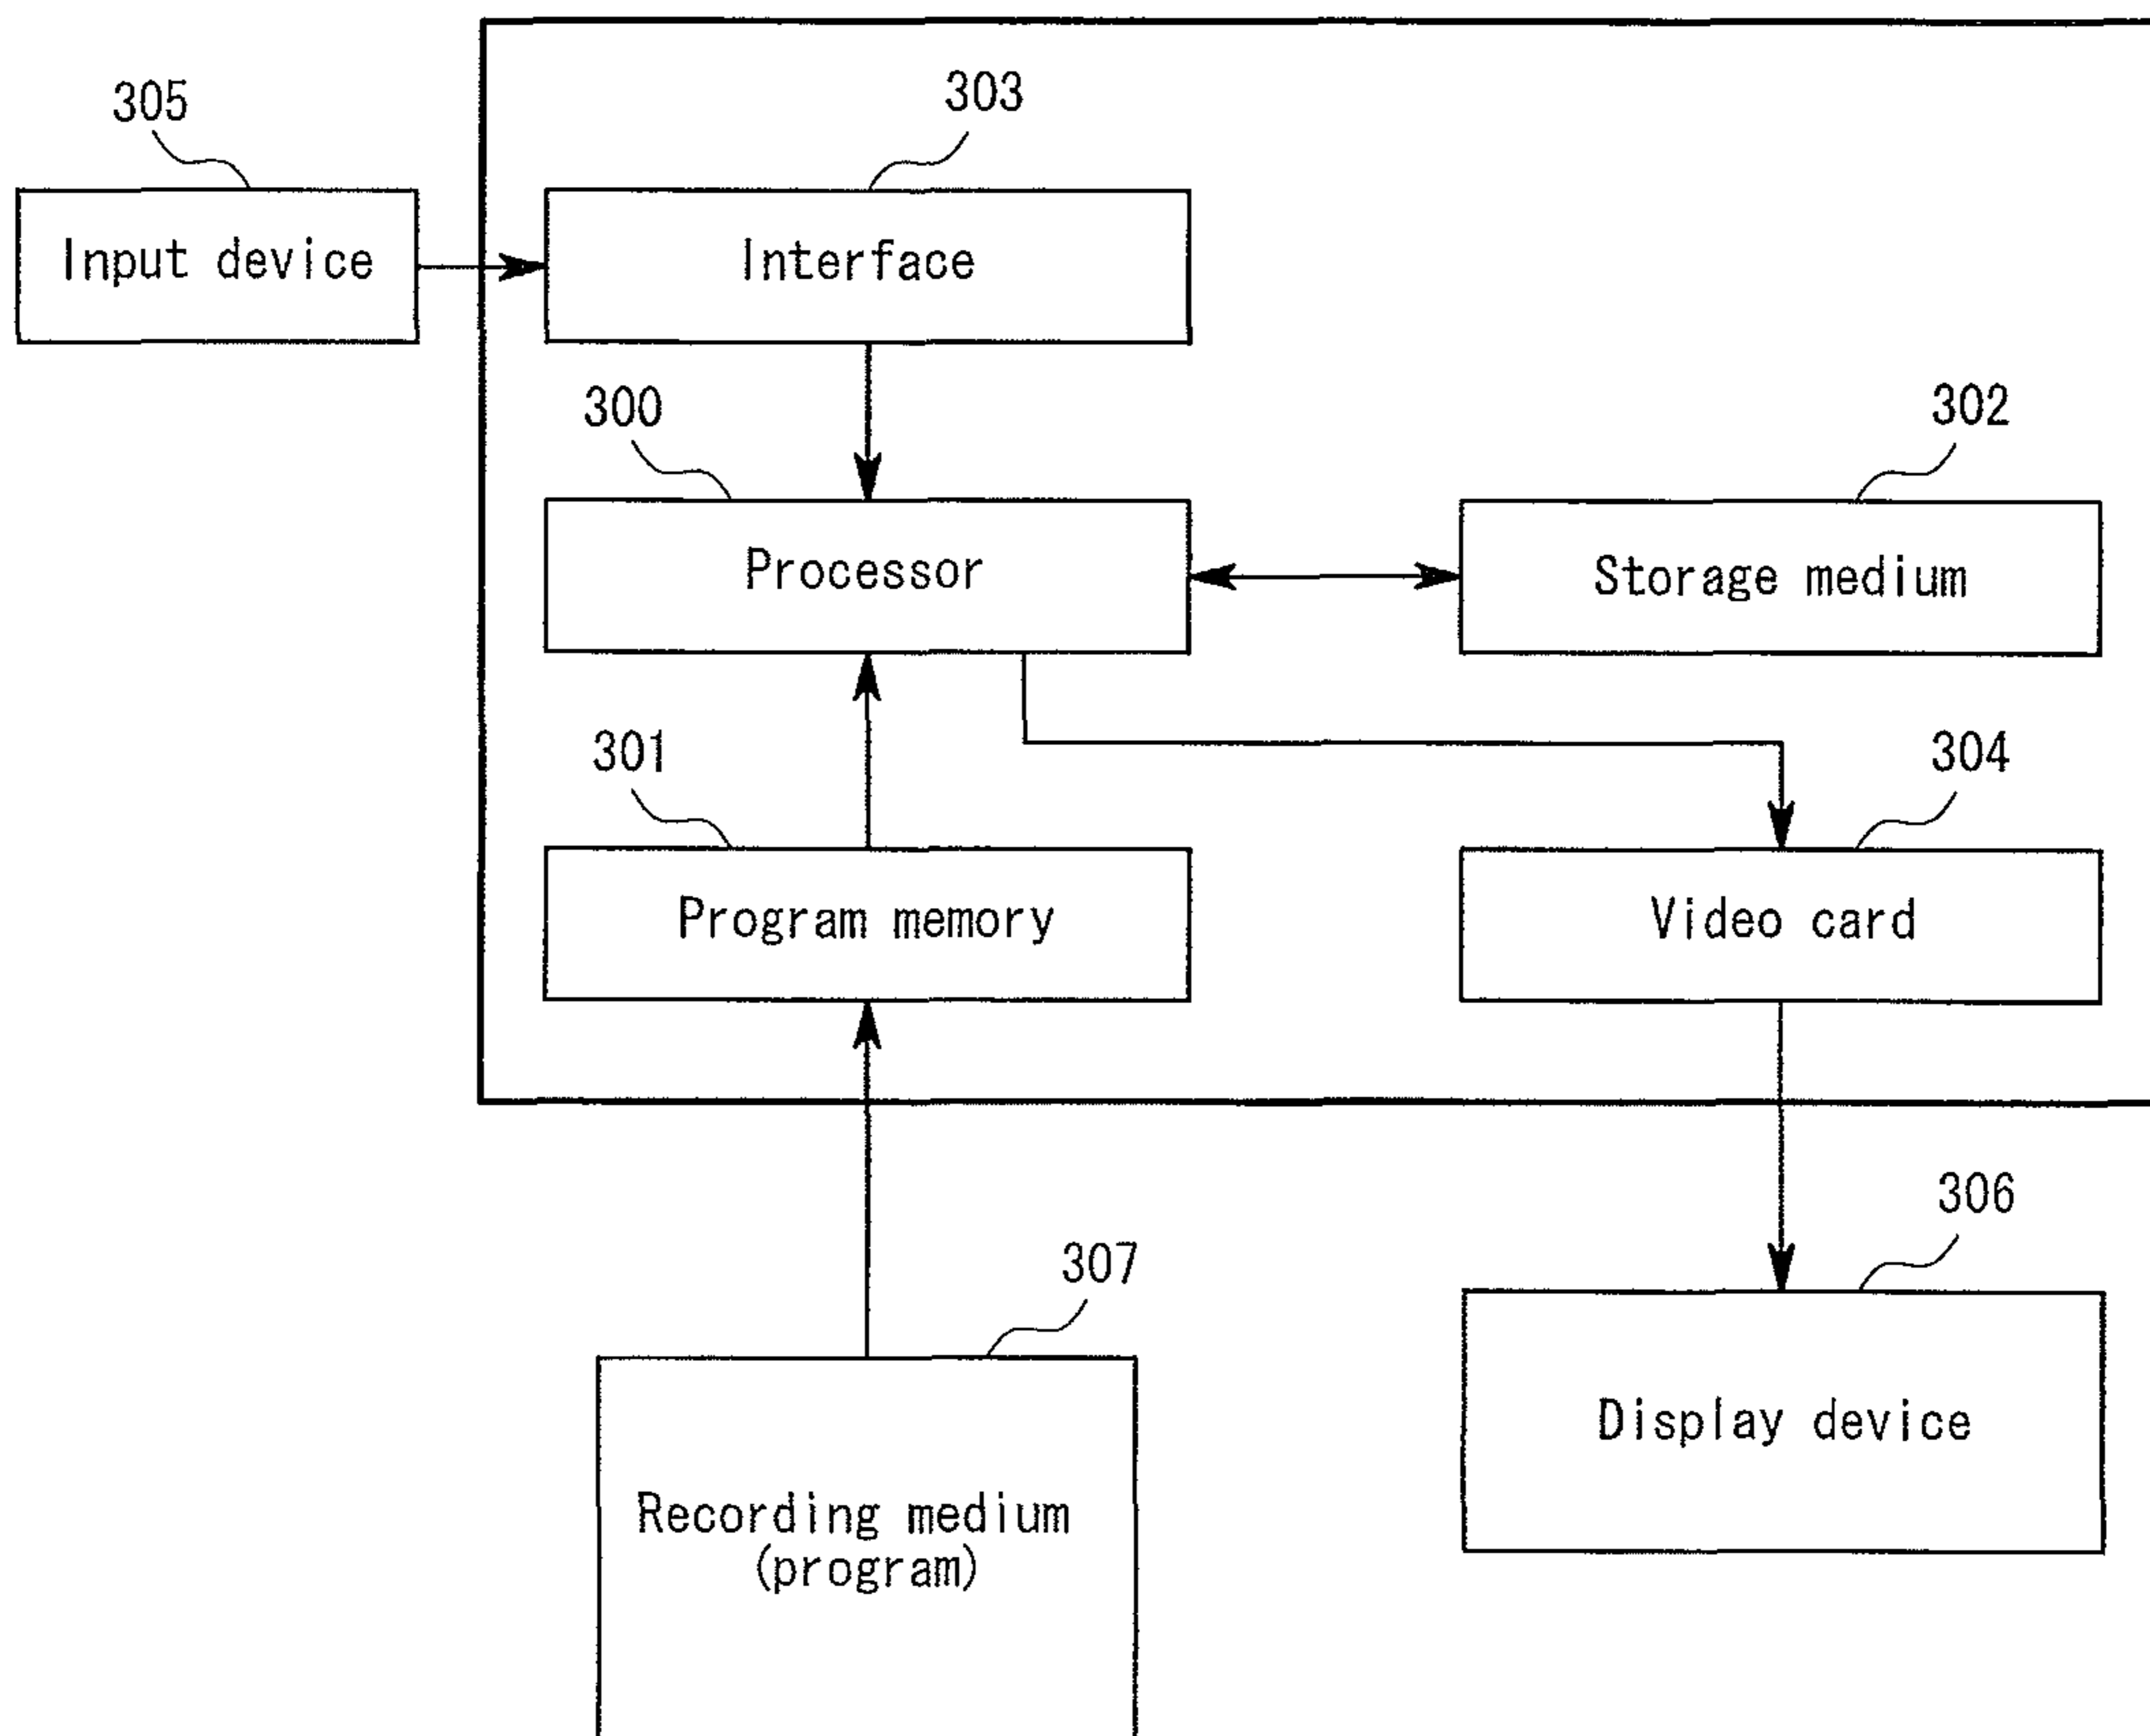 305
303
Input device
Interface
300
302
Processor
Storage medium
301
304
Program memory
Video card
306
307
Display device
Recording medium
(program)